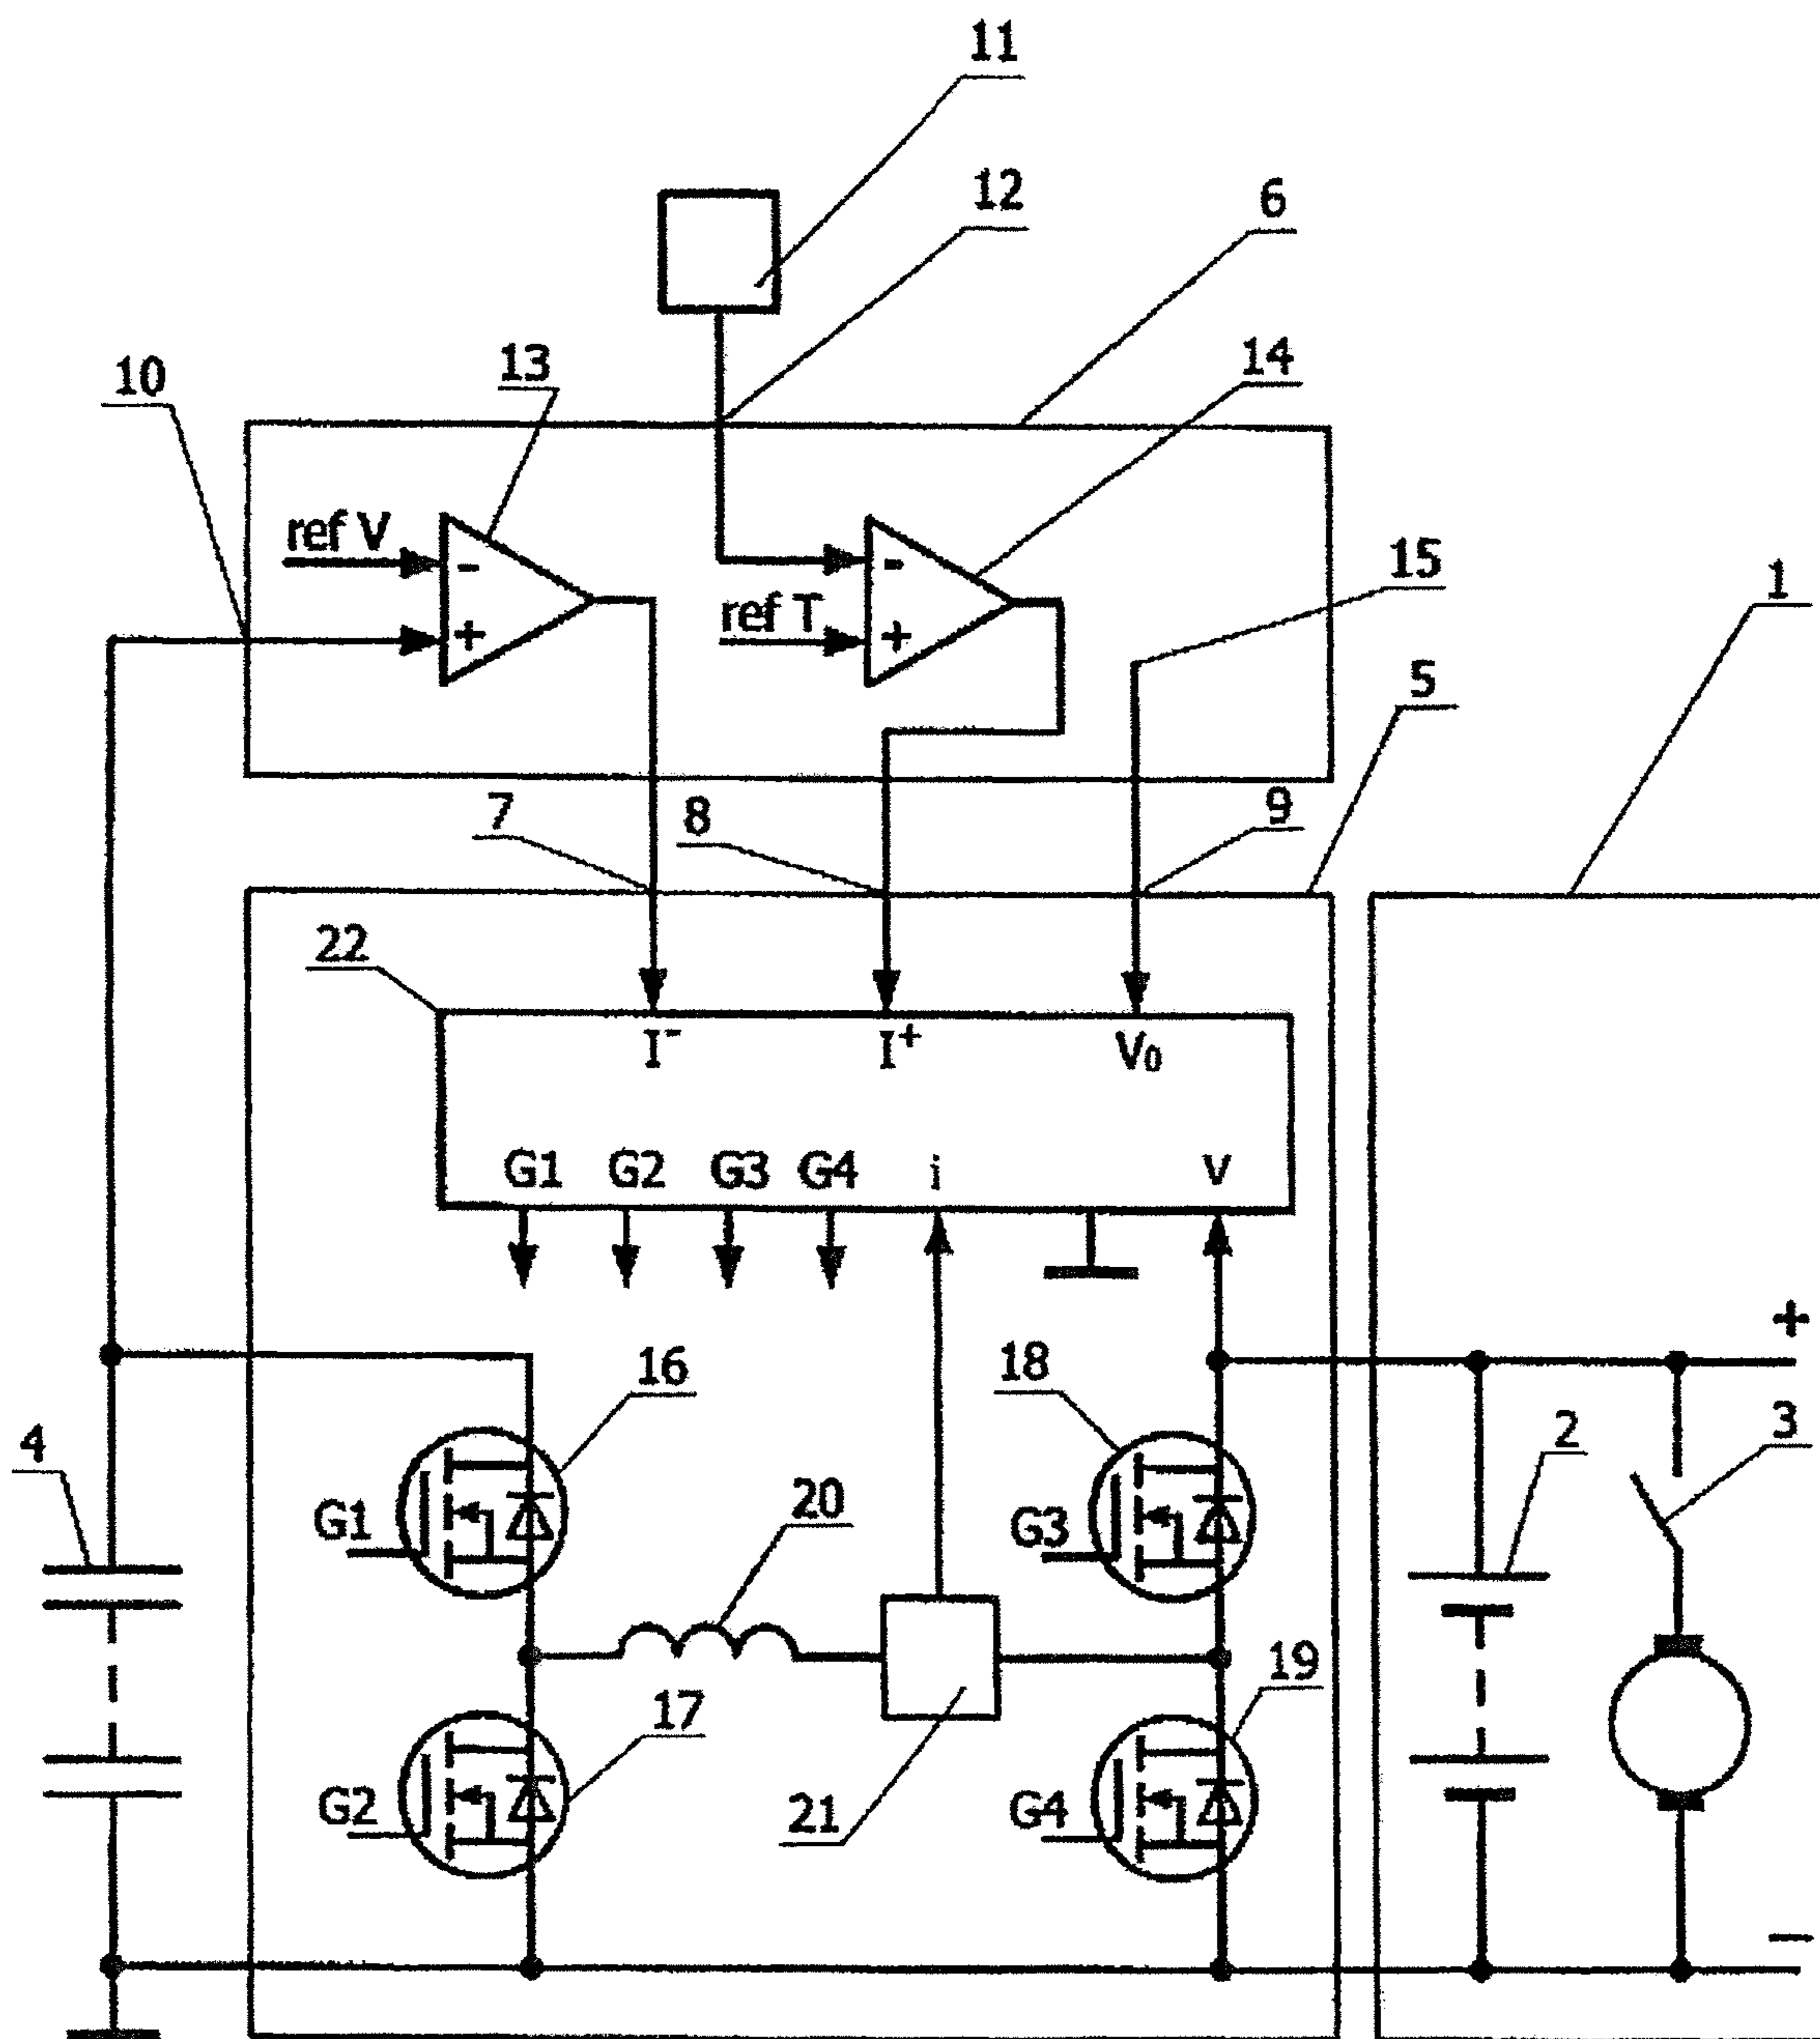 11
12
6
10
13
14
ref V
-
+
ref T
-
+
15
1
5
7
8
9
22
I⁻
I⁺
V₀
G1 G2 G3 G4 i V
+
4
16
18
2
3
G1
20
G3
17
19
G2
21
G4
−